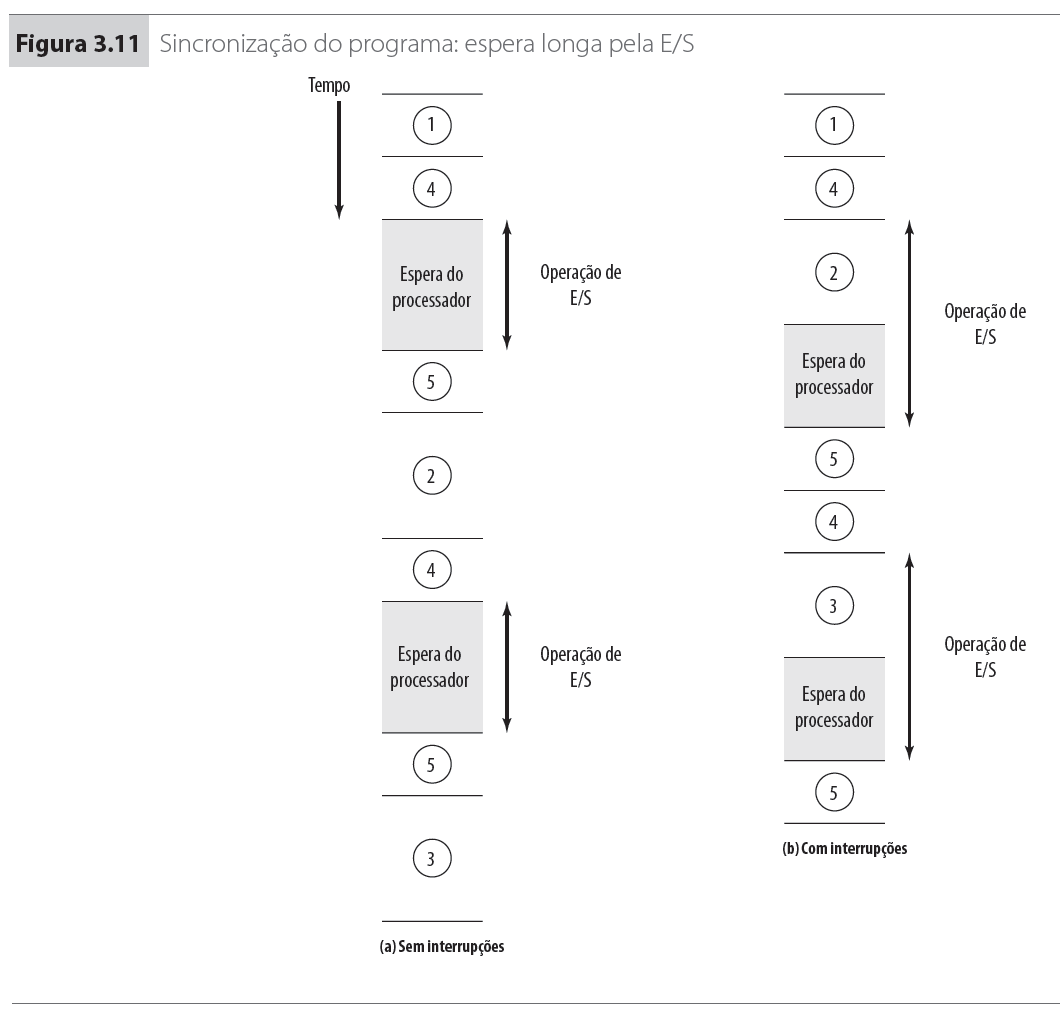 Figura 3.11 Sincronização do programa: espera longa pela E/S
Tempo
1
4
Espera do
processador
Operação de
E/S
5
2
4
Espera do
processador
Operação de
E/S
5
3
(a) Sem interrupções
1
4
2
Operação de
E/S
Espera do
processador
5
4
3
Operação de
E/S
Espera do
processador
5
(b) Com interrupções